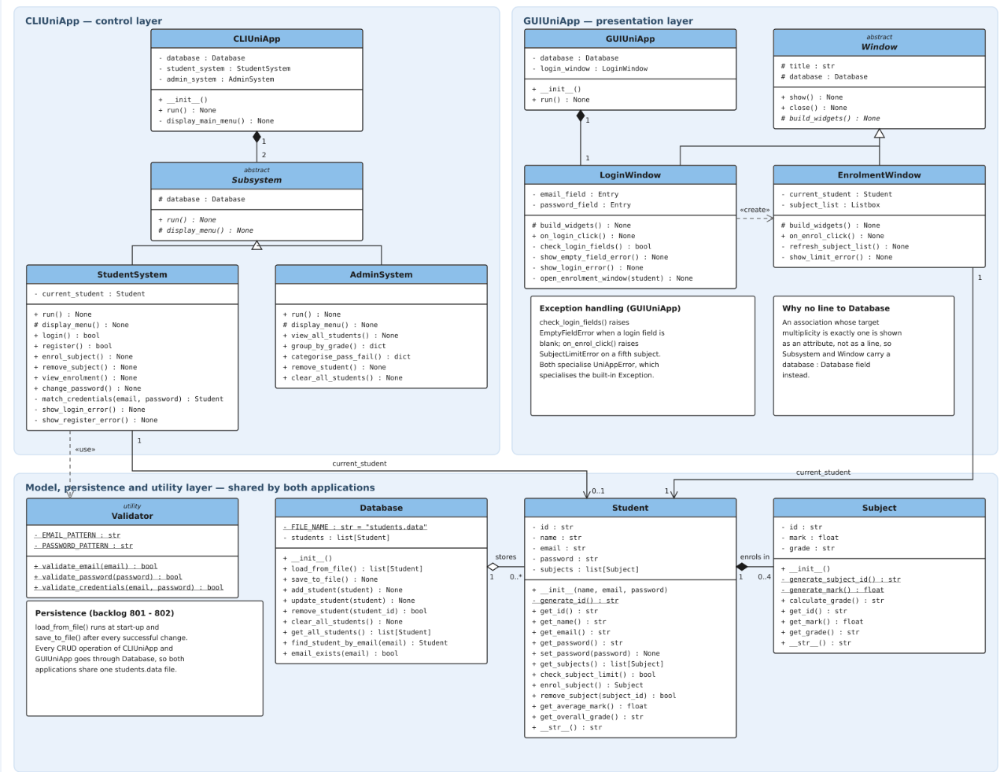 CLIUniApp — control layer
CLIUniApp
- database : Database
- student_system : StudentSystem
- admin_system : AdminSystem
+ __init__()
+ run() : None
- display_main_menu() : None
1
2
abstract
Subsystem
# database : Database
+ run() : None
# display_menu() : None
StudentSystem
- current_student : Student
+ run() : None
# display_menu() : None
+ login() : bool
+ register() : bool
+ enrol_subject() : None
+ remove_subject() : None
+ view_enrolment() : None
+ change_password() : None
- match_credentials(email, password) : Student
- show_login_error() : None
- show_register_error() : None
AdminSystem
+ run() : None
# display_menu() : None
+ view_all_students() : None
+ group_by_grade() : dict
+ categorise_pass_fail() : dict
+ remove_student() : None
+ clear_all_students() : None
«use»
1
current_student
0..1
GUIUniApp — presentation layer
GUIUniApp
- database : Database
- login_window : LoginWindow
+ __init__()
+ run() : None
1
1
abstract
Window
# title : str
# database : Database
+ show() : None
+ close() : None
# build_widgets() : None
LoginWindow
- email_field : Entry
- password_field : Entry
# build_widgets() : None
+ on_login_click() : None
- check_login_fields() : bool
- show_empty_field_error() : None
- show_login_error() : None
- open_enrolment_window(student) : None
«create»
EnrolmentWindow
- current_student : Student
- subject_list : Listbox
# build_widgets() : None
+ on_enrol_click() : None
- refresh_subject_list() : None
- show_limit_error() : None
1
Exception handling (GUIUniApp)
check_login_fields() raises
EmptyFieldError when a login field is
blank; on_enrol_click() raises
SubjectLimitError on a fifth subject.
Both specialise UniAppError, which
specialises the built-in Exception.
Why no line to Database
An association whose target
multiplicity is exactly one is shown
as an attribute, not as a line, so
Subsystem and Window carry a
database : Database field
instead.
current_student
1
Model, persistence and utility layer — shared by both applications
utility
Validator
- EMAIL_PATTERN : str
- PASSWORD_PATTERN : str
+ validate_email(email) : bool
+ validate_password(password) : bool
+ validate_credentials(email, password) : bool
Persistence (backlog 801 - 802)
load_from_file() runs at start-up and
save_to_file() after every successful change.
Every CRUD operation of CLIUniApp and
GUIUniApp goes through Database, so both
applications share one students.data file.
Database
- FILE_NAME : str = "students.data"
- students : list[Student]
+ __init__()
+ load_from_file() : list[Student]
+ save_to_file() : None
+ add_student(student) : None
+ update_student(student) : None
+ remove_student(student_id) : bool
+ clear_all_students() : None
+ get_all_students() : list[Student]
+ find_student_by_email(email) : Student
+ email_exists(email) : bool
stores
1 0..*
Student
- id : str
- name : str
- email : str
- password : str
- subjects : list[Subject]
+ __init__(name, email, password)
- generate_id() : str
+ get_id() : str
+ get_name() : str
+ get_email() : str
+ get_password() : str
+ set_password(password) : None
+ get_subjects() : list[Subject]
+ check_subject_limit() : bool
+ enrol_subject() : Subject
+ remove_subject(subject_id) : bool
+ get_average_mark() : float
+ get_overall_grade() : str
+ __str__() : str
enrols in
1 0..4
Subject
- id : str
- mark : float
- grade : str
+ __init__()
- generate_subject_id() : str
- generate_mark() : float
+ calculate_grade() : str
+ get_id() : str
+ get_mark() : float
+ get_grade() : str
+ __str__() : str